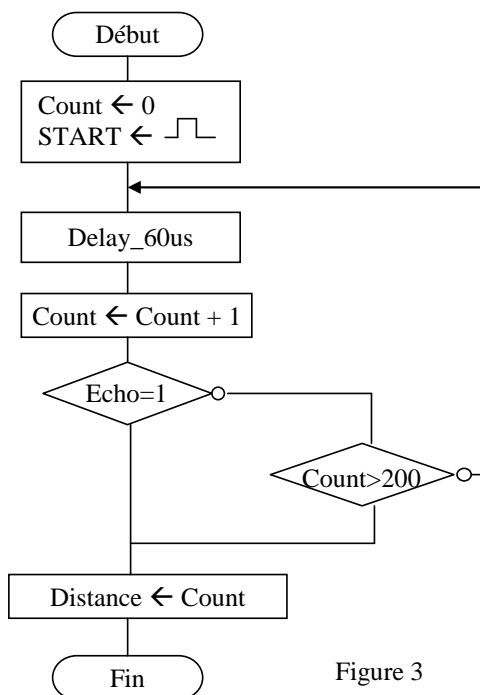 Début
Count ← 0
START ←
Delay_60us
Count ← Count + 1
Echo=1
Count>200
Distance ← Count
Fin
Figure 3